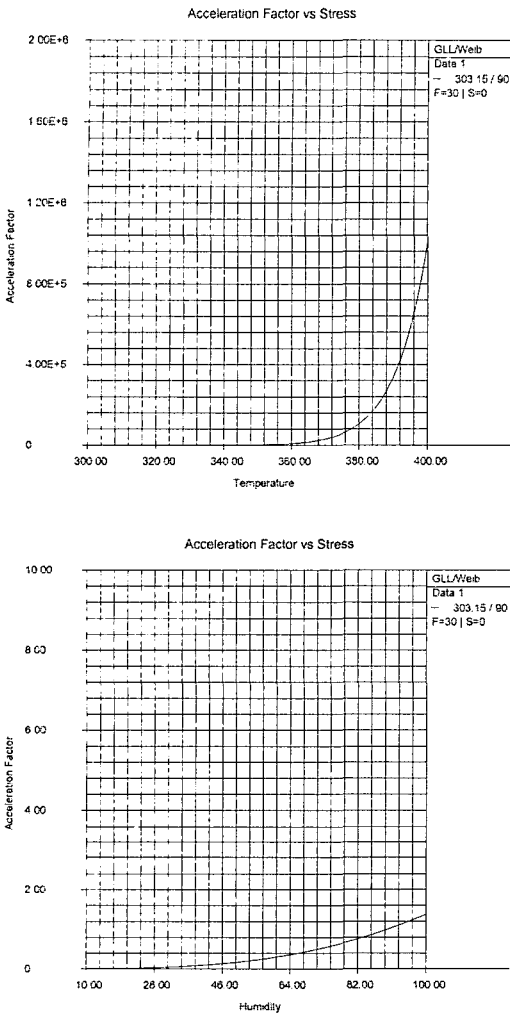 Acceleration Factor vs Stress
2 00E+6
1 60E+6
1 20E+6
8 00E+5
4 00E+5
0
Acceleration Factor
300 00 320 00 340 00 360 00 380 00 400 00
Temperature
GLL/Weib
Data 1
303 15 / 90
F=30 | S=0
Acceleration Factor vs Stress
10 00
8 00
6 00
4 00
2 00
0
Acceleration Factor
10 00 28 00 46 00 64 00 82 00 100 00
Humidity
GLL/Weib
Data 1
303.15 / 90
F=30 | S=0